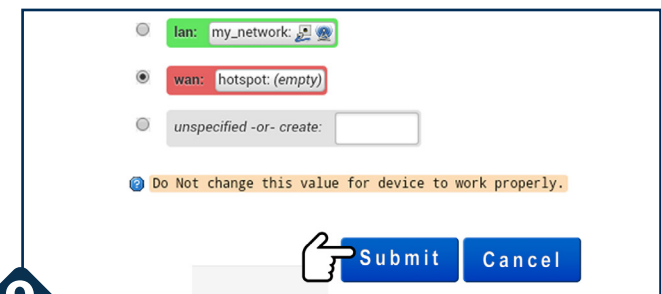 lan: my_network:
wan: hotspot: (empty)
unspecified -or- create:
Do Not change this value for device to work properly.
Submit Cancel